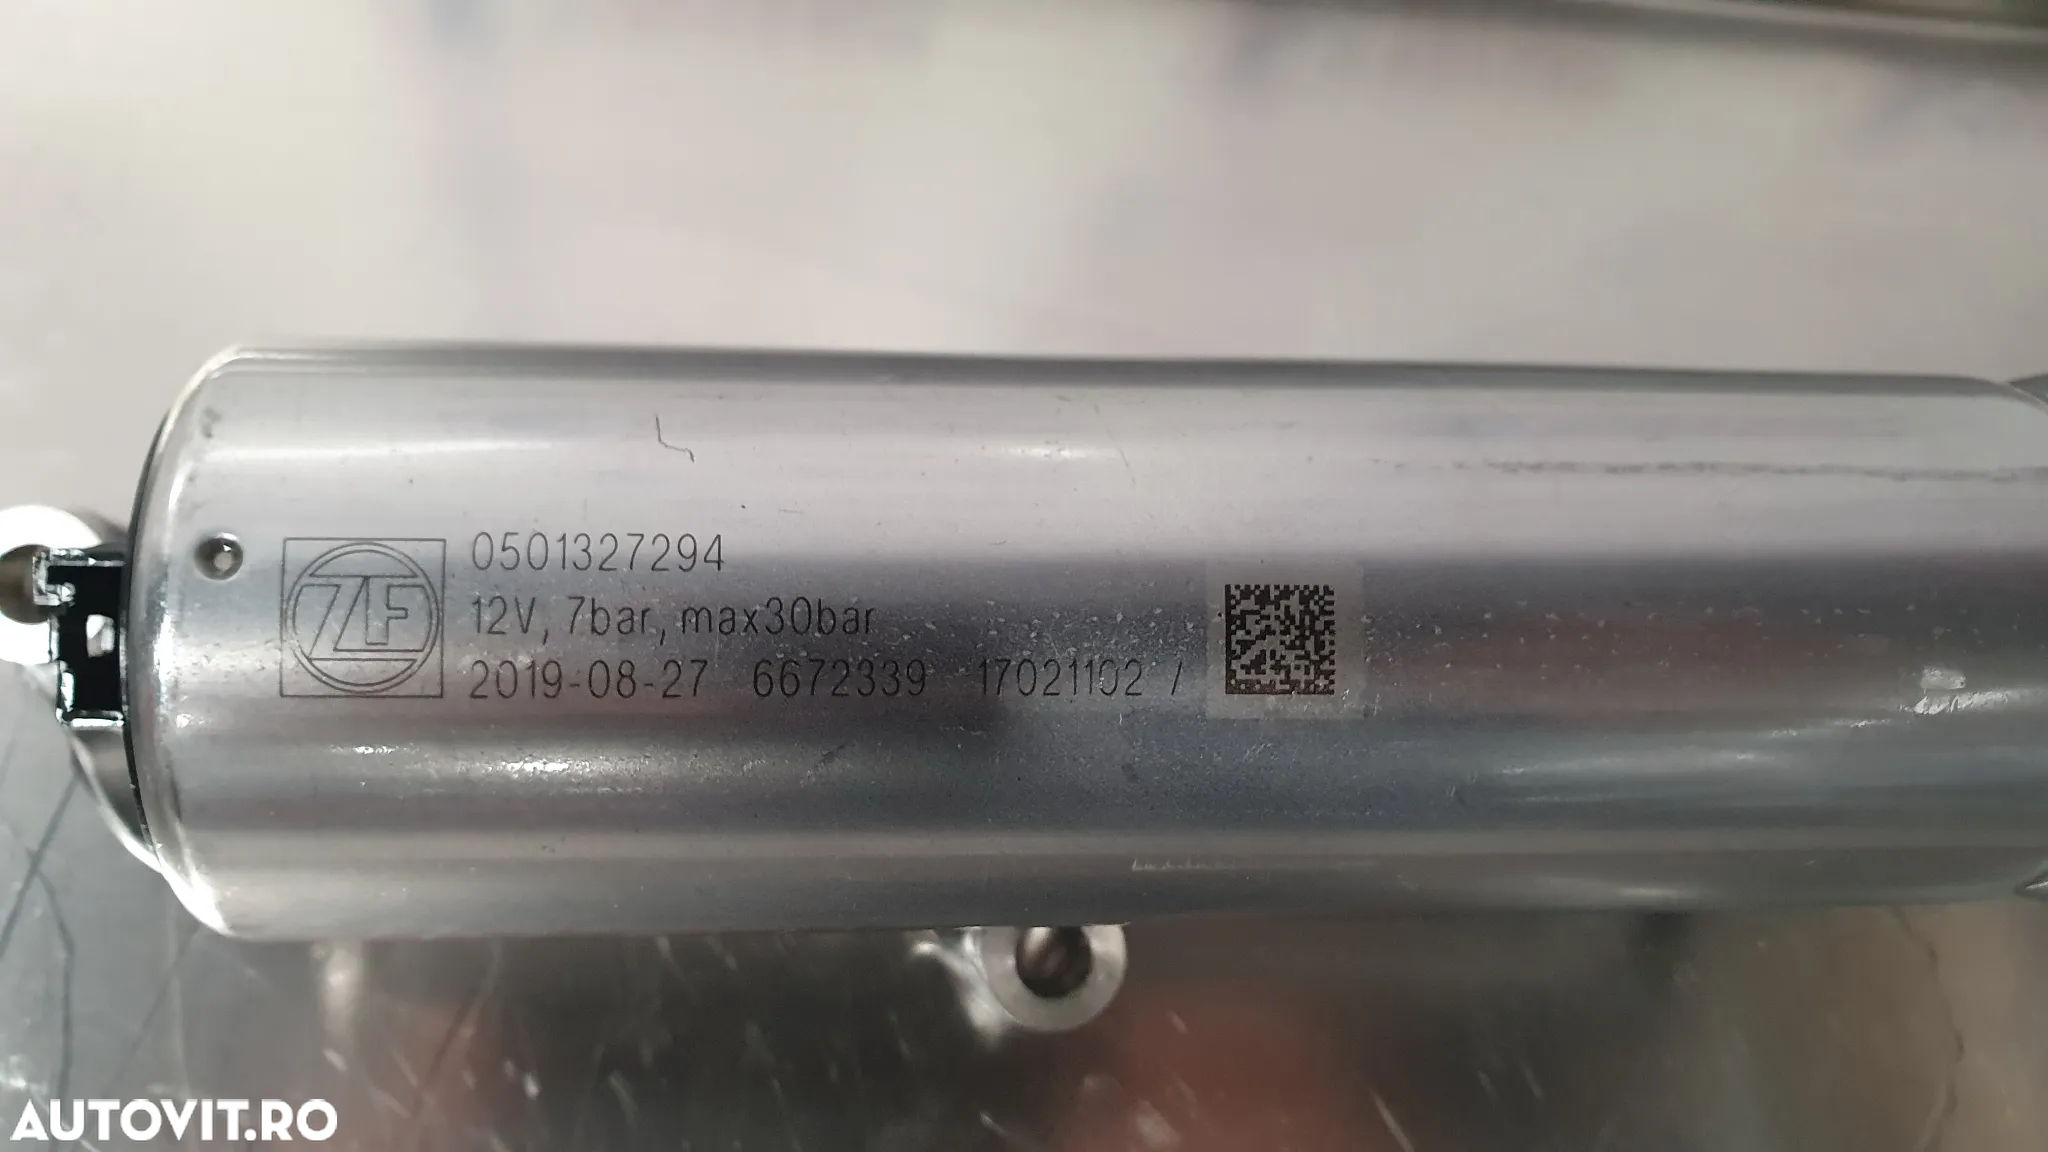 ZF
0501327294
12V, 7bar, max30bar
2019-08-27 6672339 17021102 /
AUTOVIT.RO